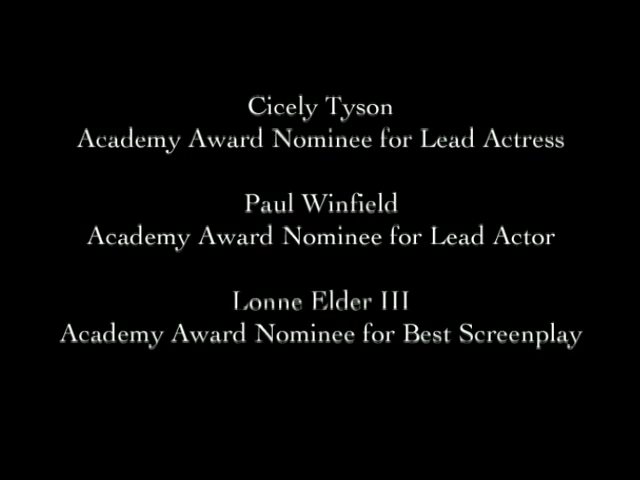 Cicely Tyson
Academy Award Nominee for Lead Actress
Paul Winfield
Academy Award Nominee for Lead Actor
Lonne Elder III
Academy Award Nominee for Best Screenplay